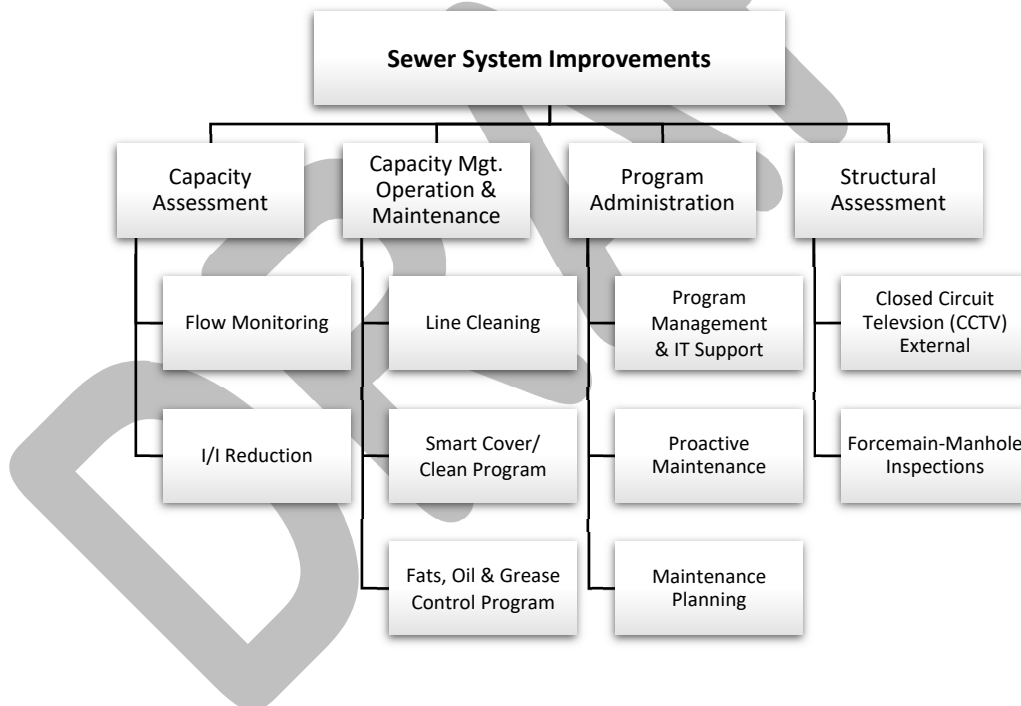 Sewer System Improvements
Capacity
Assessment
Capacity Mgt.
Operation &
Maintenance
Program
Administration
Structural
Assessment
Flow Monitoring
Line Cleaning
Program
Management
& IT Support
Closed Circuit
Televsion (CCTV)
External
I/I Reduction
Smart Cover/
Clean Program
Proactive
Maintenance
Forcemain-Manhole
Inspections
Fats, Oil & Grease
Control Program
Maintenance
Planning
DRA